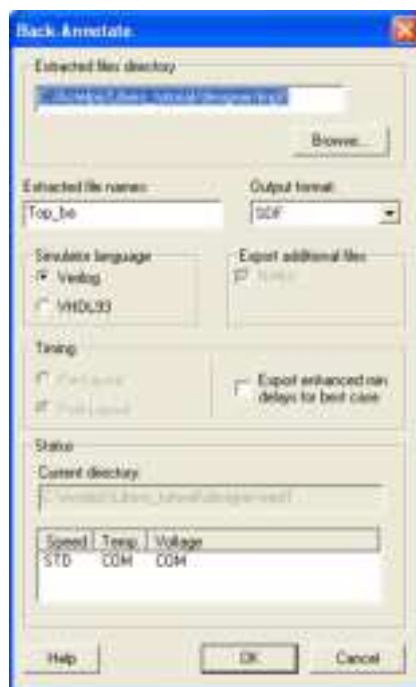 Back-Annotate
Extracted files directory
Browse...
Extracted file names:
Output format:
Top_ba
SDF
Simulator language
Export additional files
Verilog
VHDL93
Timing
Export enhanced min
delays for best case
Status
Current directory
Speed Temp Voltage
STD COM COM
Help
OK
Cancel